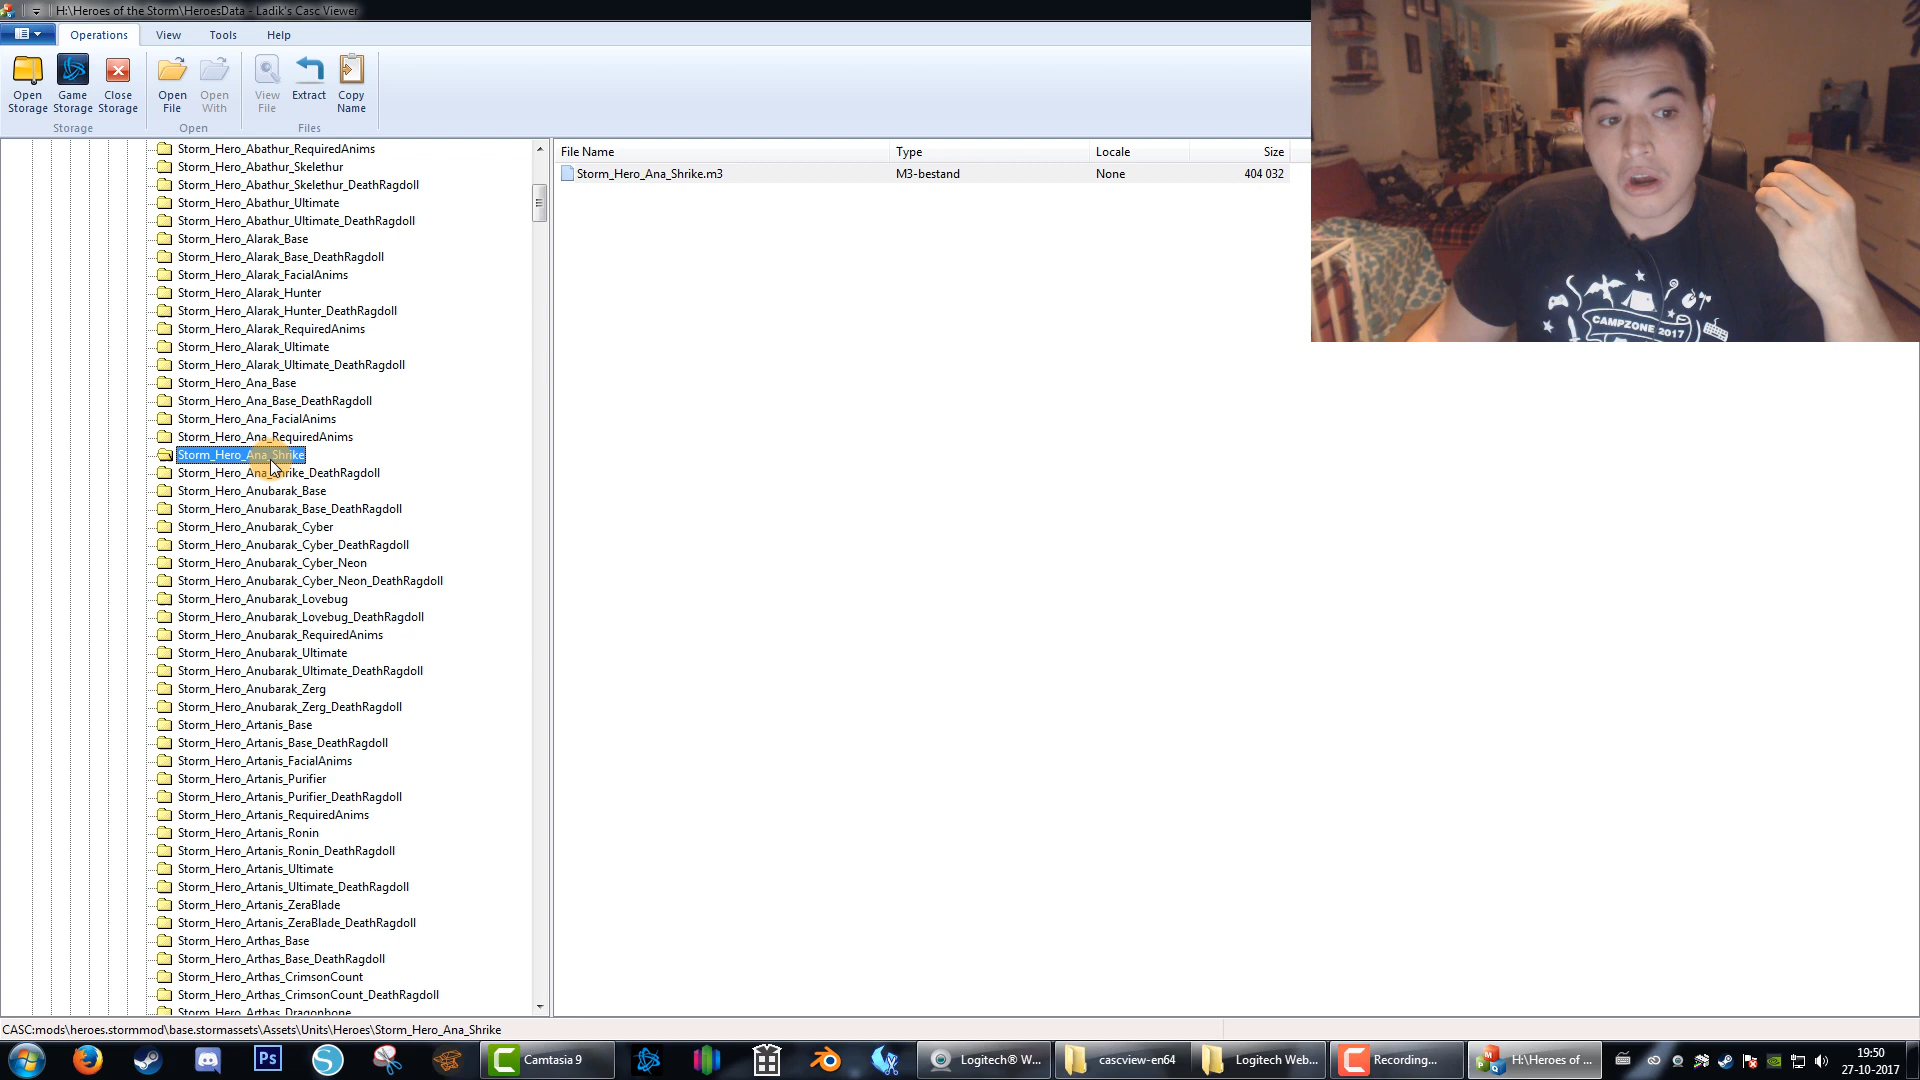 H:\Heroes of the Storm\HeroesData - Ladik's Casc Viewer
Operations
View
Tools
Help
Open Storage
Game Storage
Close Storage
Open File
Open With
View File
Extract
Copy Name
Storage
Open
Files
Storm_Hero_Abathur_RequiredAnims
Storm_Hero_Abathur_Skelethur
Storm_Hero_Abathur_Skelethur_DeathRagdoll
Storm_Hero_Abathur_Ultimate
Storm_Hero_Abathur_Ultimate_DeathRagdoll
Storm_Hero_Alarak_Base
Storm_Hero_Alarak_Base_DeathRagdoll
Storm_Hero_Alarak_FacialAnims
Storm_Hero_Alarak_Hunter
Storm_Hero_Alarak_Hunter_DeathRagdoll
Storm_Hero_Alarak_RequiredAnims
Storm_Hero_Alarak_Ultimate
Storm_Hero_Alarak_Ultimate_DeathRagdoll
Storm_Hero_Ana_Base
Storm_Hero_Ana_Base_DeathRagdoll
Storm_Hero_Ana_FacialAnims
Storm_Hero_Ana_RequiredAnims
Storm_Hero_Ana_Shrike
Storm_Hero_Ana_Shrike_DeathRagdoll
Storm_Hero_Anubarak_Base
Storm_Hero_Anubarak_Base_DeathRagdoll
Storm_Hero_Anubarak_Cyber
Storm_Hero_Anubarak_Cyber_DeathRagdoll
Storm_Hero_Anubarak_Cyber_Neon
Storm_Hero_Anubarak_Cyber_Neon_DeathRagdoll
Storm_Hero_Anubarak_Lovebug
Storm_Hero_Anubarak_Lovebug_DeathRagdoll
Storm_Hero_Anubarak_RequiredAnims
Storm_Hero_Anubarak_Ultimate
Storm_Hero_Anubarak_Ultimate_DeathRagdoll
Storm_Hero_Anubarak_Zerg
Storm_Hero_Anubarak_Zerg_DeathRagdoll
Storm_Hero_Artanis_Base
Storm_Hero_Artanis_Base_DeathRagdoll
Storm_Hero_Artanis_FacialAnims
Storm_Hero_Artanis_Purifier
Storm_Hero_Artanis_Purifier_DeathRagdoll
Storm_Hero_Artanis_RequiredAnims
Storm_Hero_Artanis_Ronin
Storm_Hero_Artanis_Ronin_DeathRagdoll
Storm_Hero_Artanis_Ultimate
Storm_Hero_Artanis_Ultimate_DeathRagdoll
Storm_Hero_Artanis_ZeraBlade
Storm_Hero_Artanis_ZeraBlade_DeathRagdoll
Storm_Hero_Arthas_Base
Storm_Hero_Arthas_Base_DeathRagdoll
Storm_Hero_Arthas_CrimsonCount
Storm_Hero_Arthas_CrimsonCount_DeathRagdoll
Storm_Hero_Arthas_Dragonbone
File Name Type Locale Size
Storm_Hero_Ana_Shrike.m3 M3-bestand None 404 032
CAMPZONE 2017
CASC:mods\heroes.stormmod\base.stormassets\Assets\Units\Heroes\Storm_Hero_Ana_Shrike
Ps
Camtasia 9
Logitech® W...
cascview-en64
Logitech Web...
Recording...
H:\Heroes of ...
19:50
27-10-2017